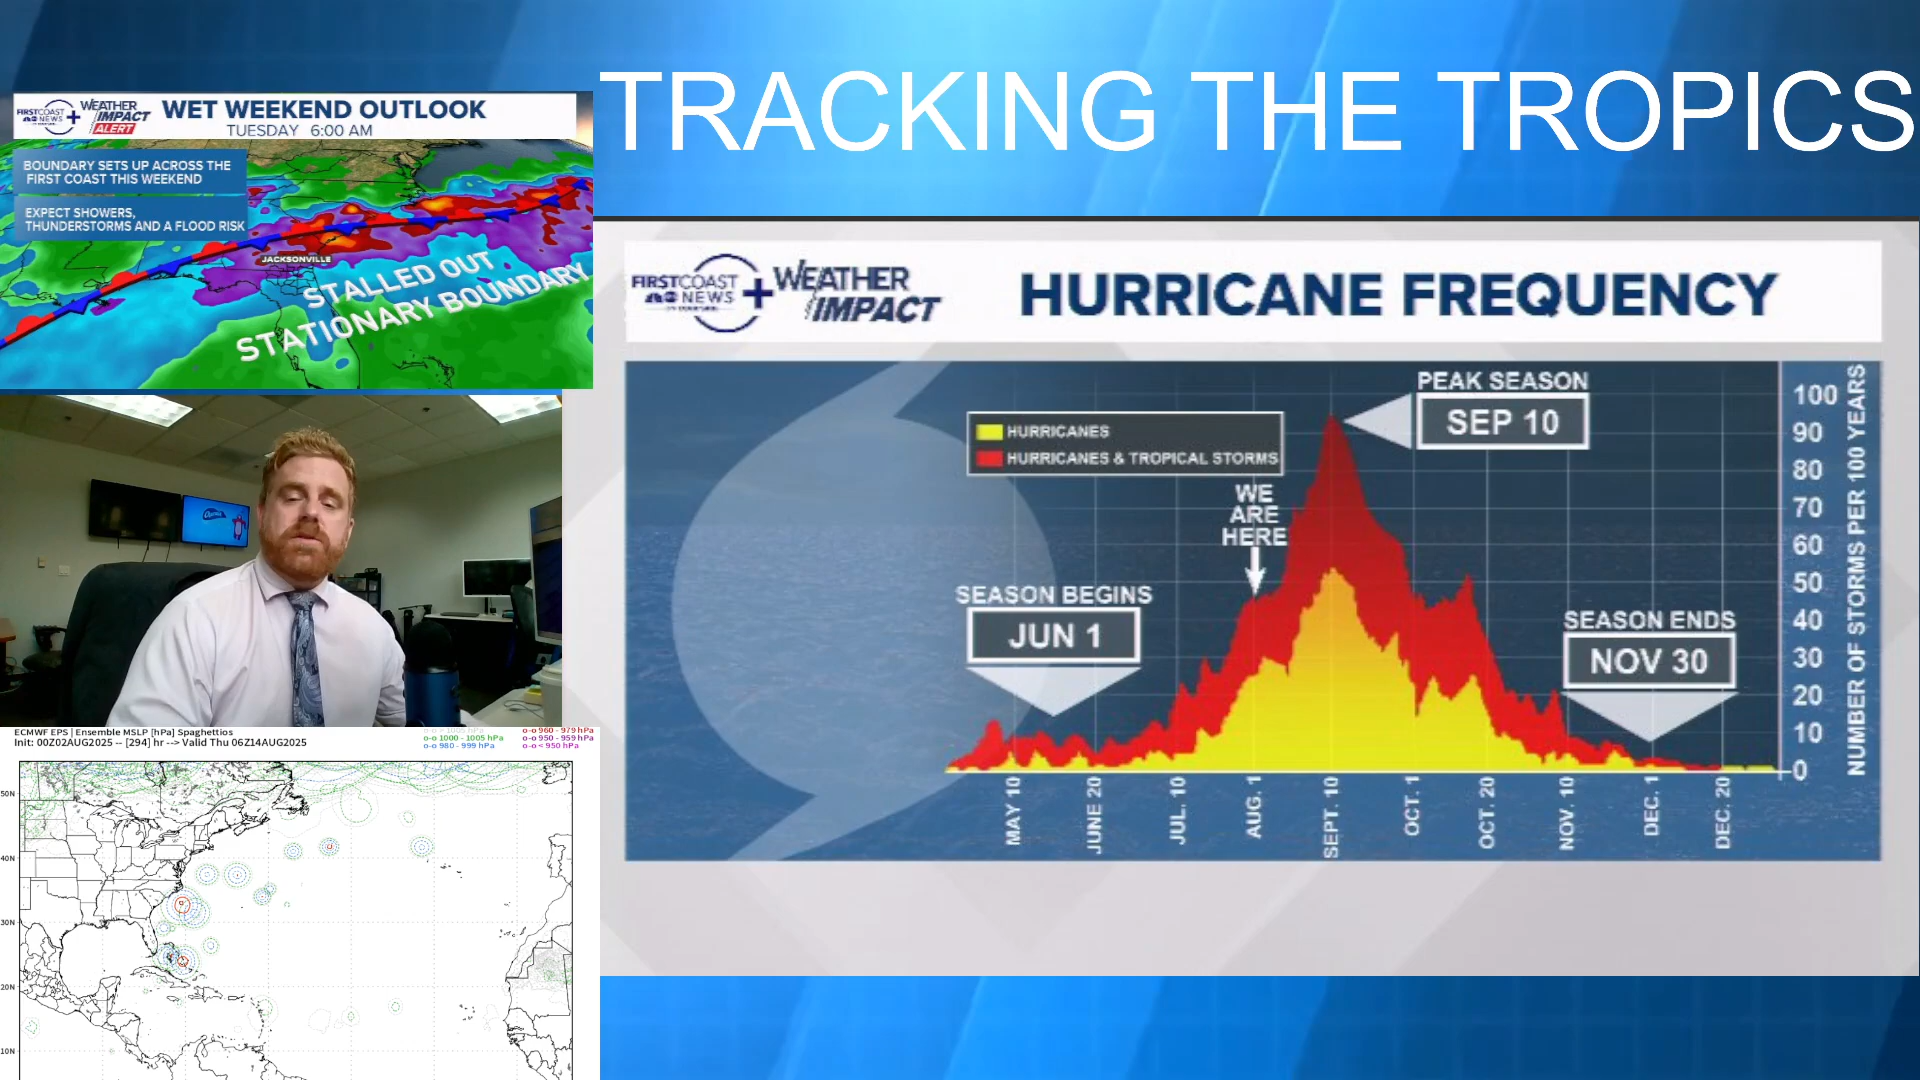 TRACKING THE TROPICS
FIRSTCOAST NEWS
WEATHER IMPACT ALERT
WET WEEKEND OUTLOOK
TUESDAY 6:00 AM
BOUNDARY SETS UP ACROSS THE
FIRST COAST THIS WEEKEND
EXPECT SHOWERS,
THUNDERSTORMS AND A FLOOD RISK
JACKSONVILLE
STALLED OUT
STATIONARY BOUNDARY
ECMWF EPS | Ensemble MSLP [hPa] Spaghettios
Init: 00Z02AUG2025 -- [294] hr --> Valid Thu 06Z14AUG2025
o-o > 1005 hPa
o-o 1000 - 1005 hPa
o-o 980 - 999 hPa
o-o 960 - 979 hPa
o-o 950 - 959 hPa
o-o < 950 hPa
50N
40N
30N
20N
10N
FIRSTCOAST
NEWS
WEATHER
IMPACT
HURRICANE FREQUENCY
HURRICANES
HURRICANES & TROPICAL STORMS
PEAK SEASON
SEP 10
WE
ARE
HERE
SEASON BEGINS
JUN 1
SEASON ENDS
NOV 30
100
90
80
70
60
50
40
30
20
10
0
NUMBER OF STORMS PER 100 YEARS
MAY 10
JUNE 20
JUL. 10
AUG. 1
SEPT. 10
OCT. 1
OCT. 20
NOV. 10
DEC. 1
DEC. 20